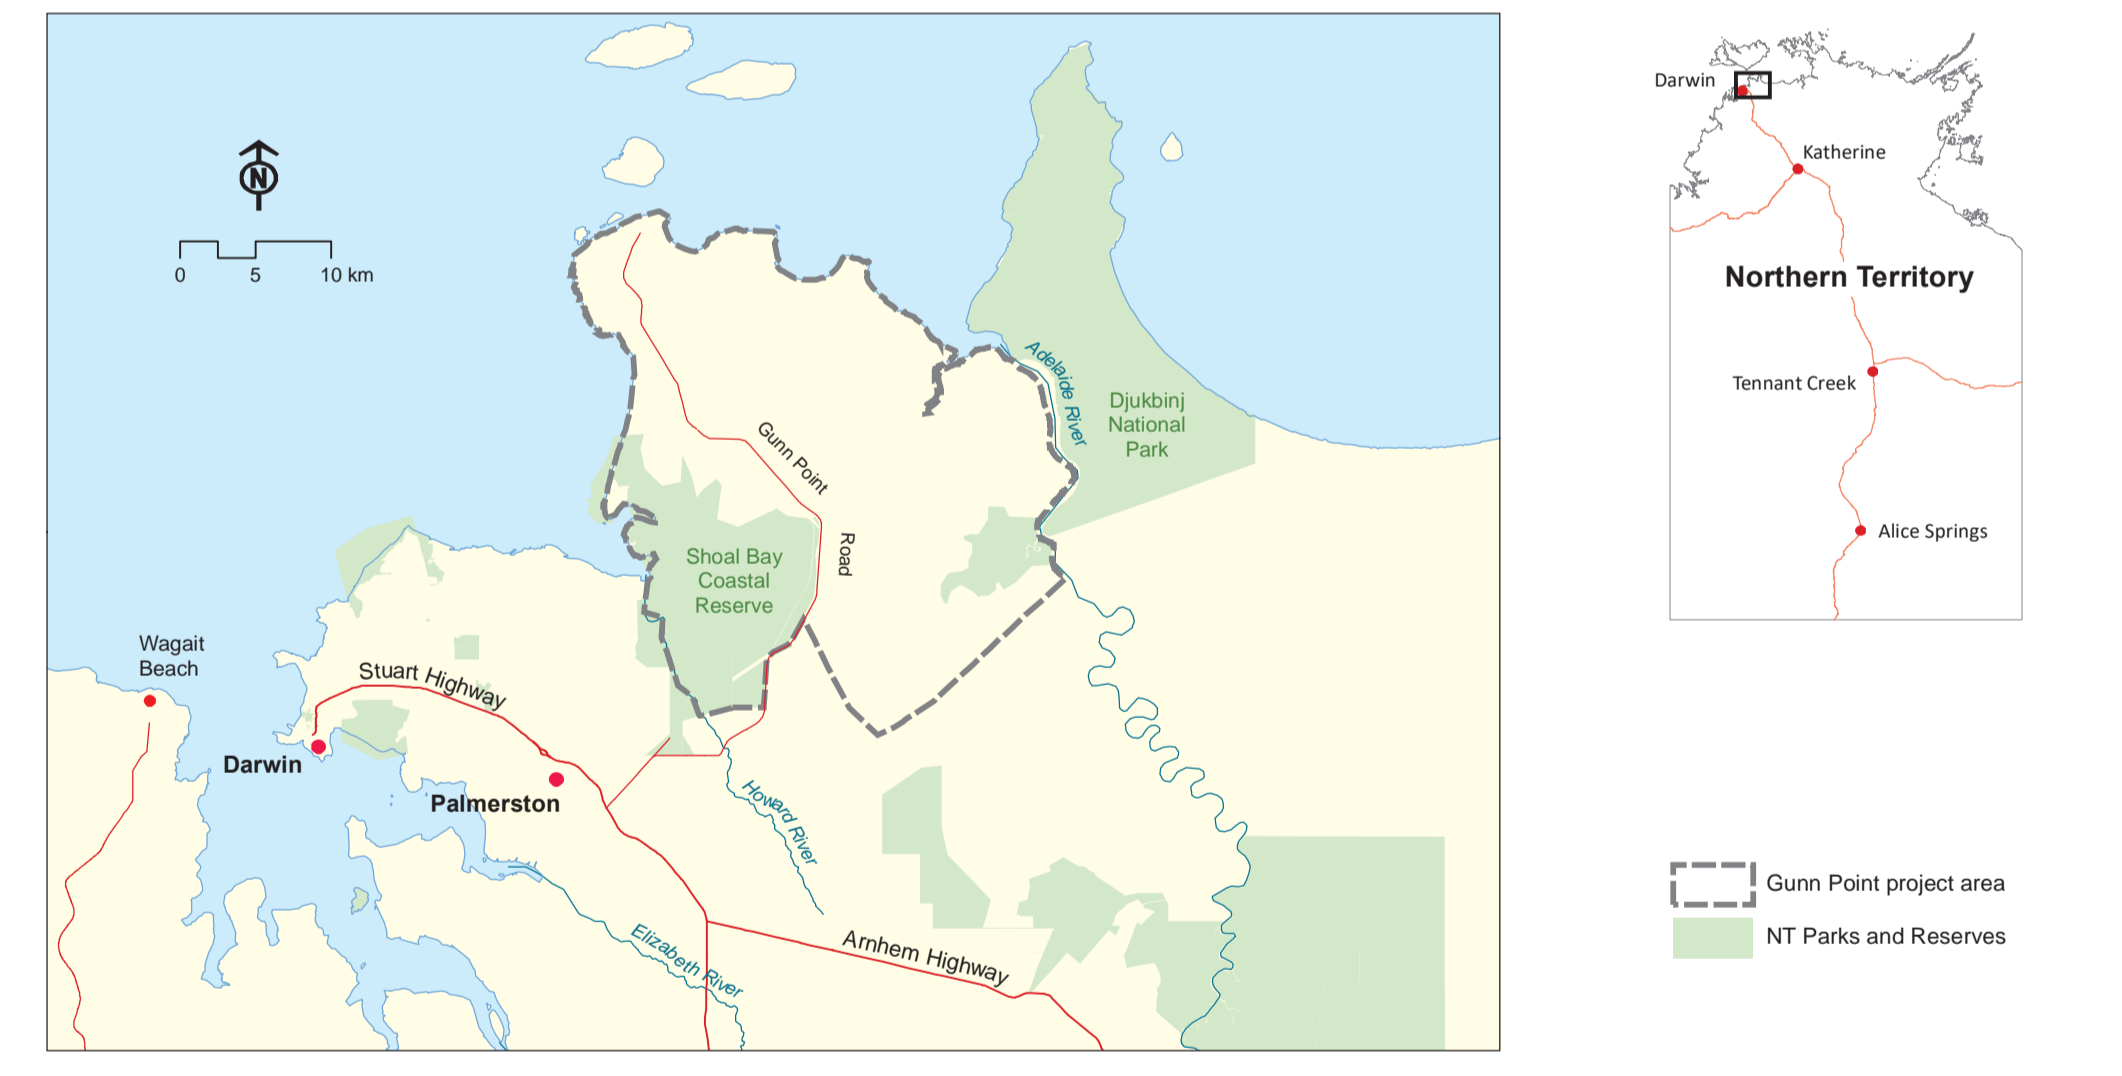 N
0
5
10 km
Adelaide River
Djukbinj
National
Park
Gunn Point
Road
Shoal Bay
Coastal
Reserve
Wagait
Beach
Stuart Highway
Darwin
Palmerston
Howard River
Elizabeth River
Arnhem Highway
Darwin
Katherine
Northern Territory
Tennant Creek
Alice Springs
Gunn Point project area
NT Parks and Reserves